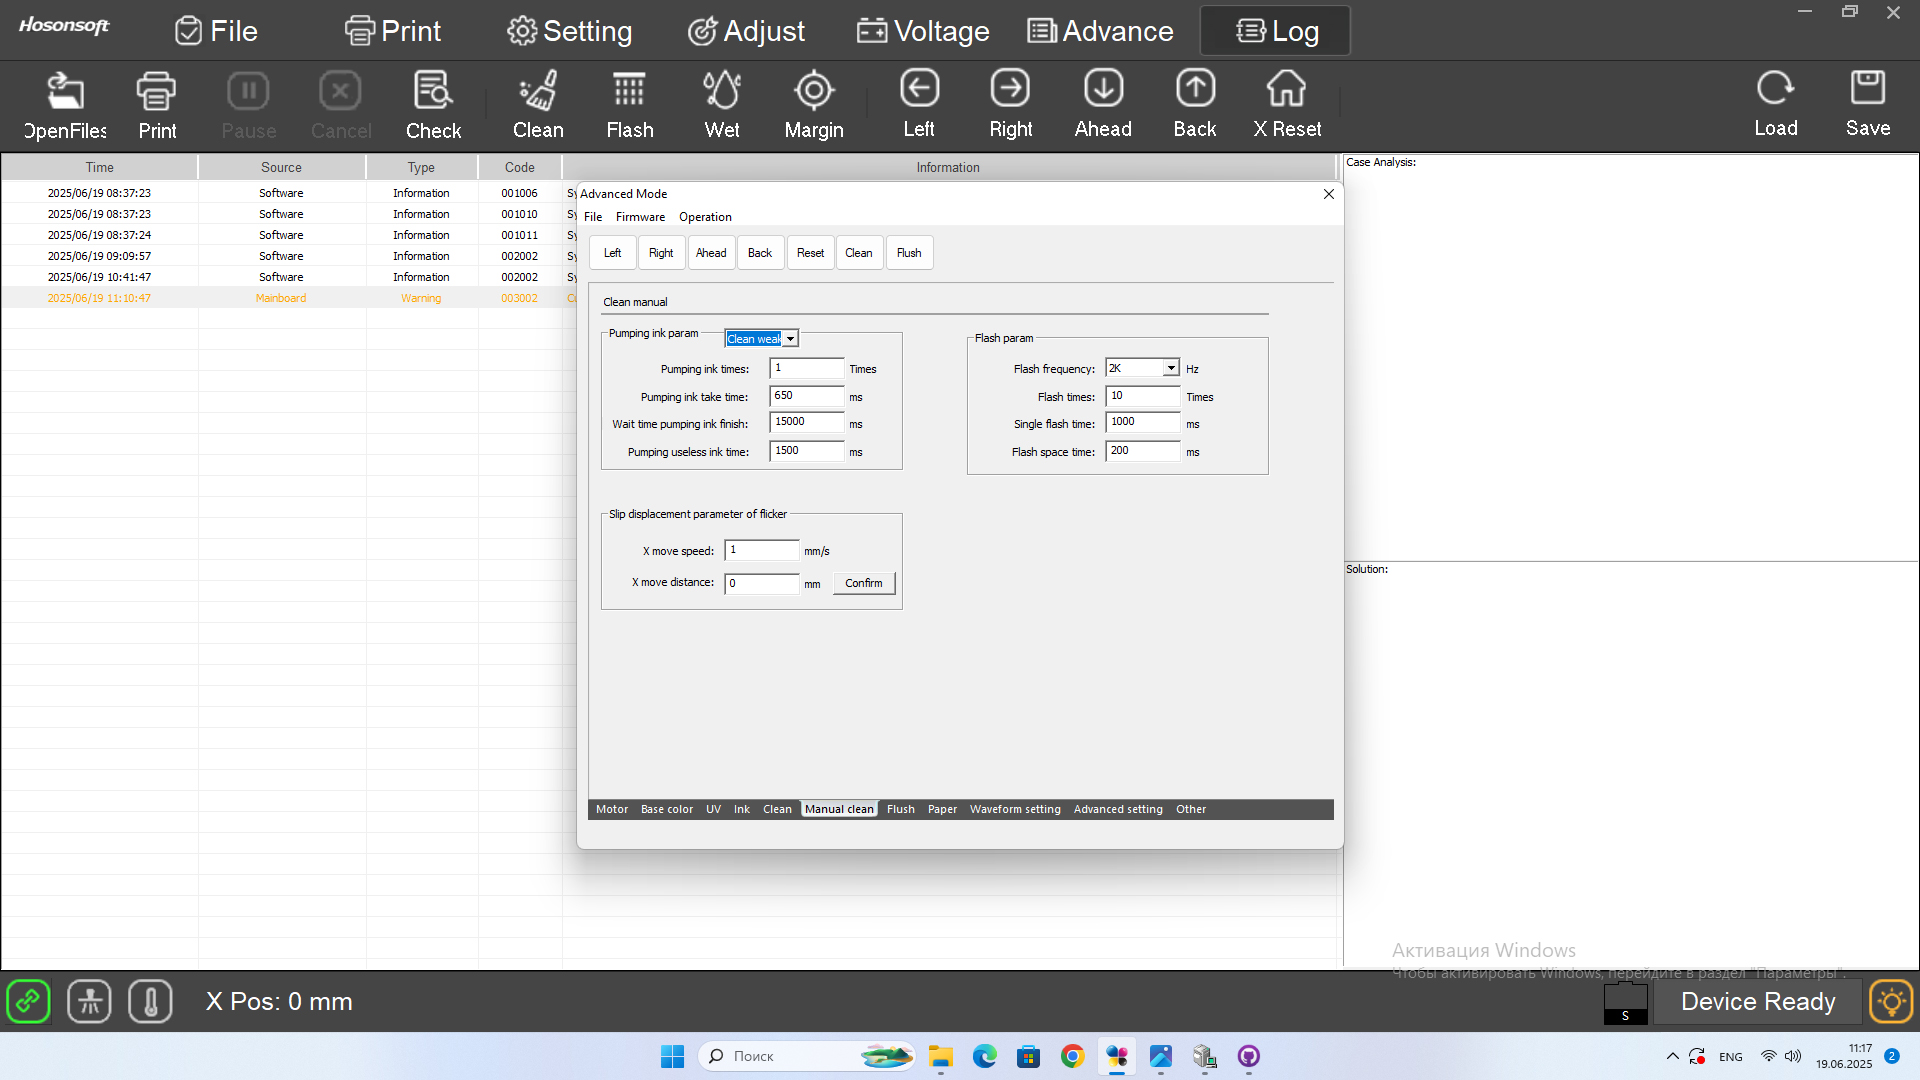 Hosonsoft
File
Print
Setting
Adjust
Voltage
Advance
Log
OpenFiles
Print
Pause
Cancel
Check
Clean
Flash
Wet
Margin
Left
Right
Ahead
Back
X Reset
Load
Save
Time Source Type Code Information
2025/06/19 08:37:23 Software Information 001006 Sy
2025/06/19 08:37:23 Software Information 001010 Sy
2025/06/19 08:37:24 Software Information 001011 Sy
2025/06/19 09:09:57 Software Information 002002 Sy
2025/06/19 10:41:47 Software Information 002002 Sy
2025/06/19 11:10:47 Mainboard Warning 003002
Case Analysis:
Solution:
Advanced Mode
File Firmware Operation
Left Right Ahead Back Reset Clean Flush
Clean manual
Pumping ink param Clean weak
Pumping ink times: 1 Times
Pumping ink take time: 650 ms
Wait time pumping ink finish: 15000 ms
Pumping useless ink time: 1500 ms
Flash param
Flash frequency: 2K Hz
Flash times: 10 Times
Single flash time: 1000 ms
Flash space time: 200 ms
Slip displacement parameter of flicker
X move speed: 1 mm/s
X move distance: 0 mm Confirm
Motor Base color UV Ink Clean Manual clean Flush Paper Waveform setting Advanced setting Other
Активация Windows
Чтобы активировать Windows, перейдите в раздел "Параметры".
X Pos: 0 mm
S
Device Ready
Поиск
ENG
11:17
19.06.2025
2